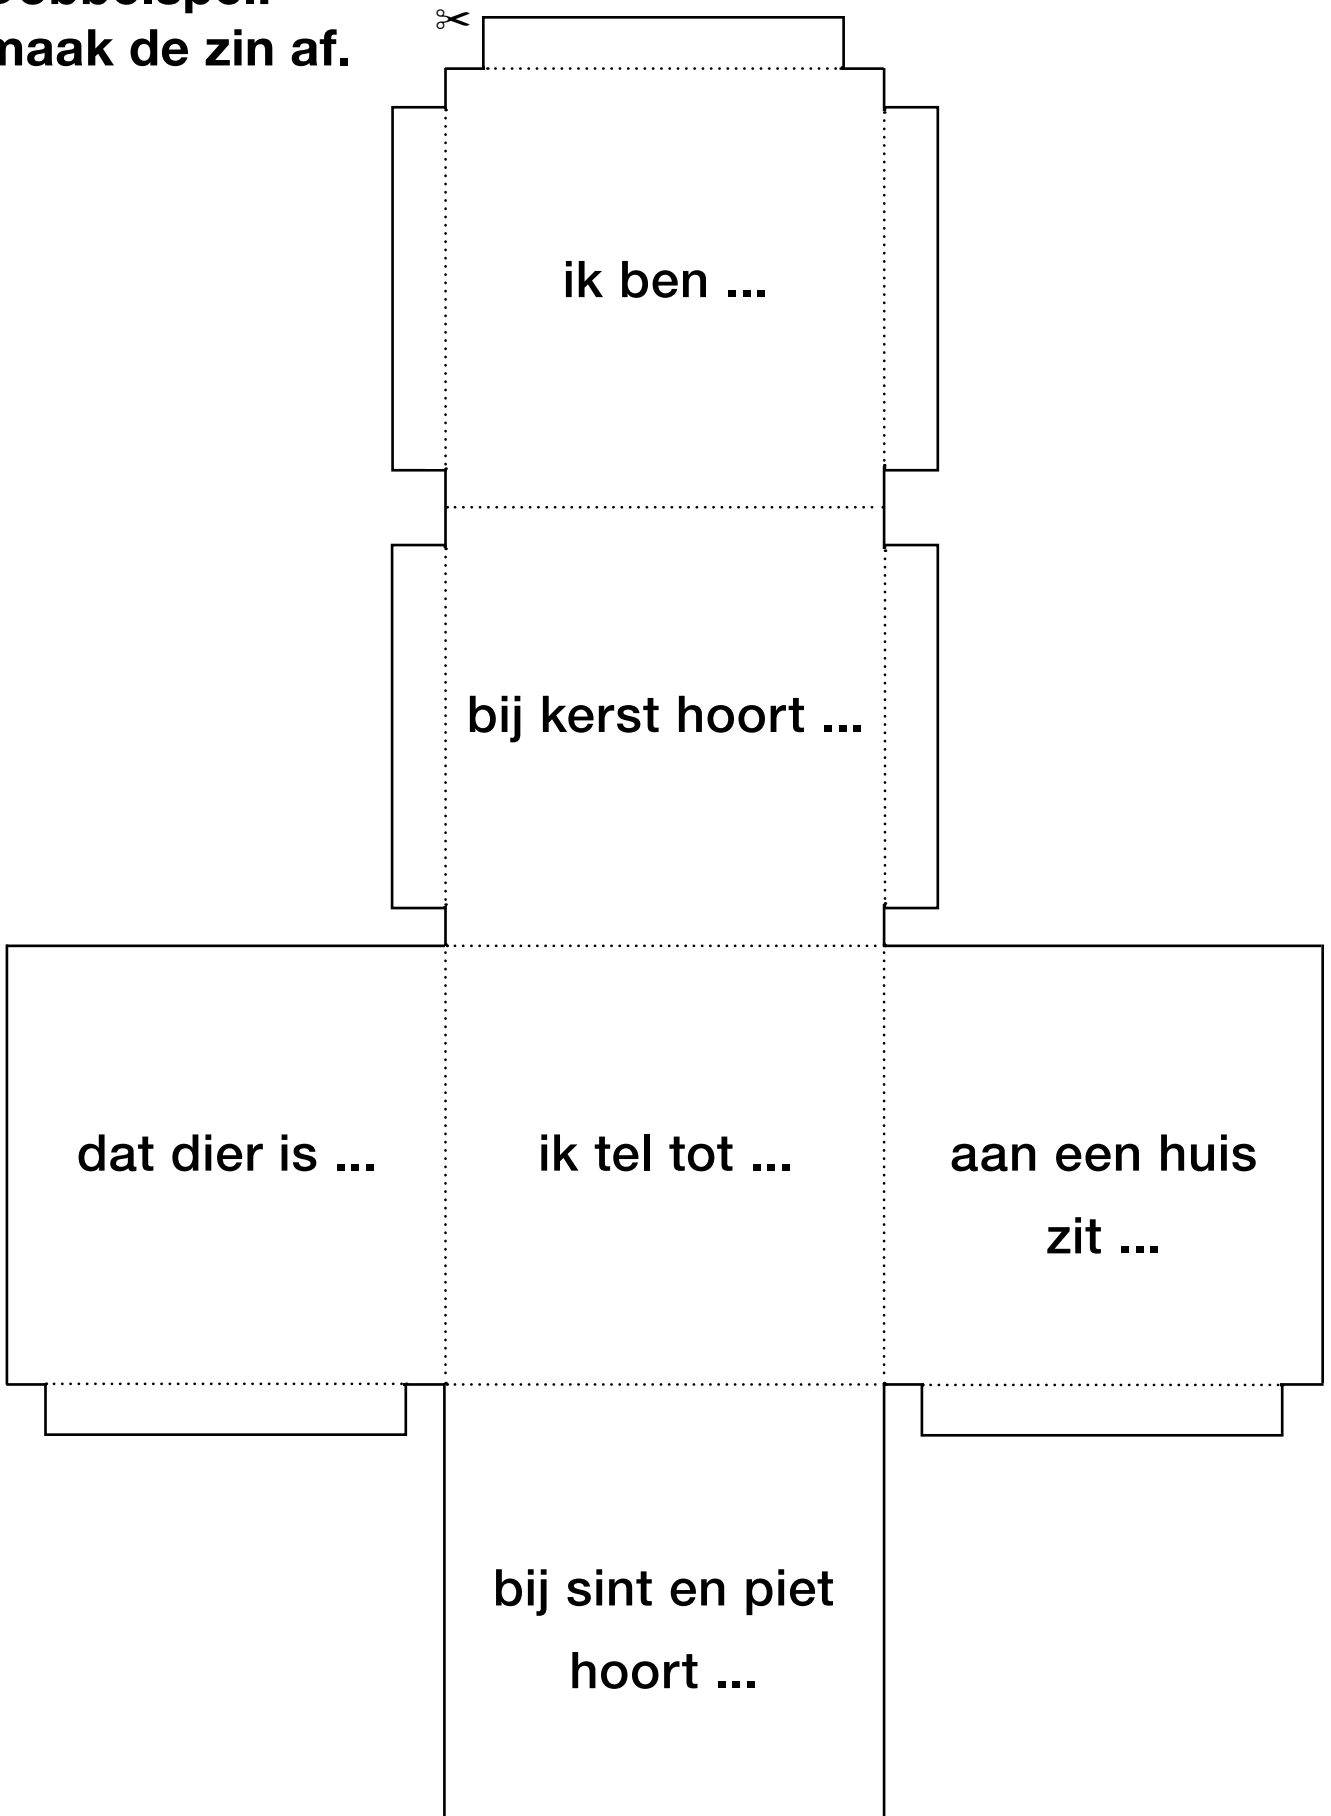 maak de zin af.
ik ben ...
bij kerst hoort ...
dat dier is ...
ik tel tot ...
aan een huis
zit ...
bij sint en piet
hoort ...